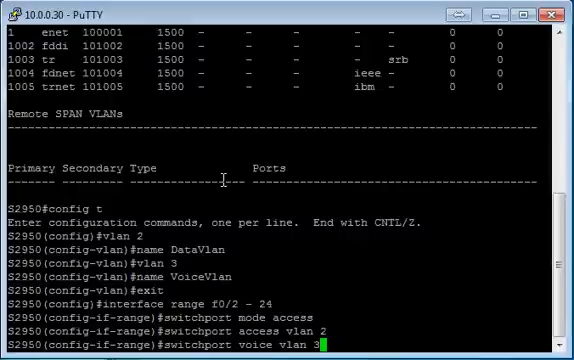 10.0.0.30 - PuTTY
1 enet 100001 1500 - - - - - 0 0
1002 fddi 101002 1500 - - - - - 0 0
1003 tr 101003 1500 - - - - srb 0 0
1004 fdnet 101004 1500 - - - ieee - 0 0
1005 trnet 101005 1500 - - - ibm - 0 0
Remote SPAN VLANs
------------------------------------------------------------------------------
Primary Secondary Type Ports
------- --------- ----------------- ------------------------------------------
S2950#config t
Enter configuration commands, one per line. End with CNTL/Z.
S2950(config)#vlan 2
S2950(config-vlan)#name DataVlan
S2950(config-vlan)#vlan 3
S2950(config-vlan)#name VoiceVlan
S2950(config-vlan)#exit
S2950(config)#interface range f0/2 - 24
S2950(config-if-range)#switchport mode access
S2950(config-if-range)#switchport access vlan 2
S2950(config-if-range)#switchport voice vlan 3